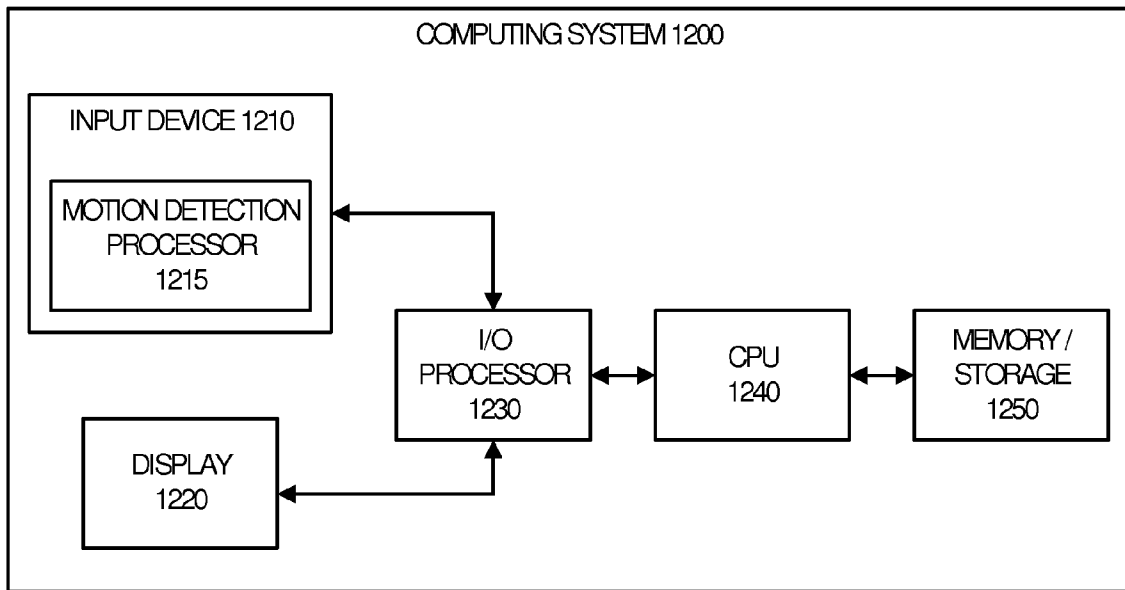 COMPUTING SYSTEM 1200
INPUT DEVICE 1210
MOTION DETECTION
PROCESSOR
1215
I/O
PROCESSOR
1230
CPU
1240
MEMORY /
STORAGE
1250
DISPLAY
1220